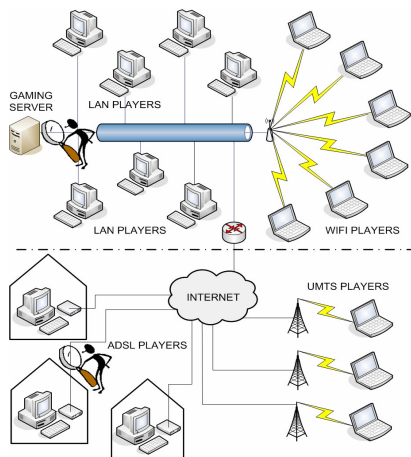 GAMING
SERVER
LAN PLAYERS
LAN PLAYERS
WIFI PLAYERS
INTERNET
UMTS PLAYERS
ADSL PLAYERS